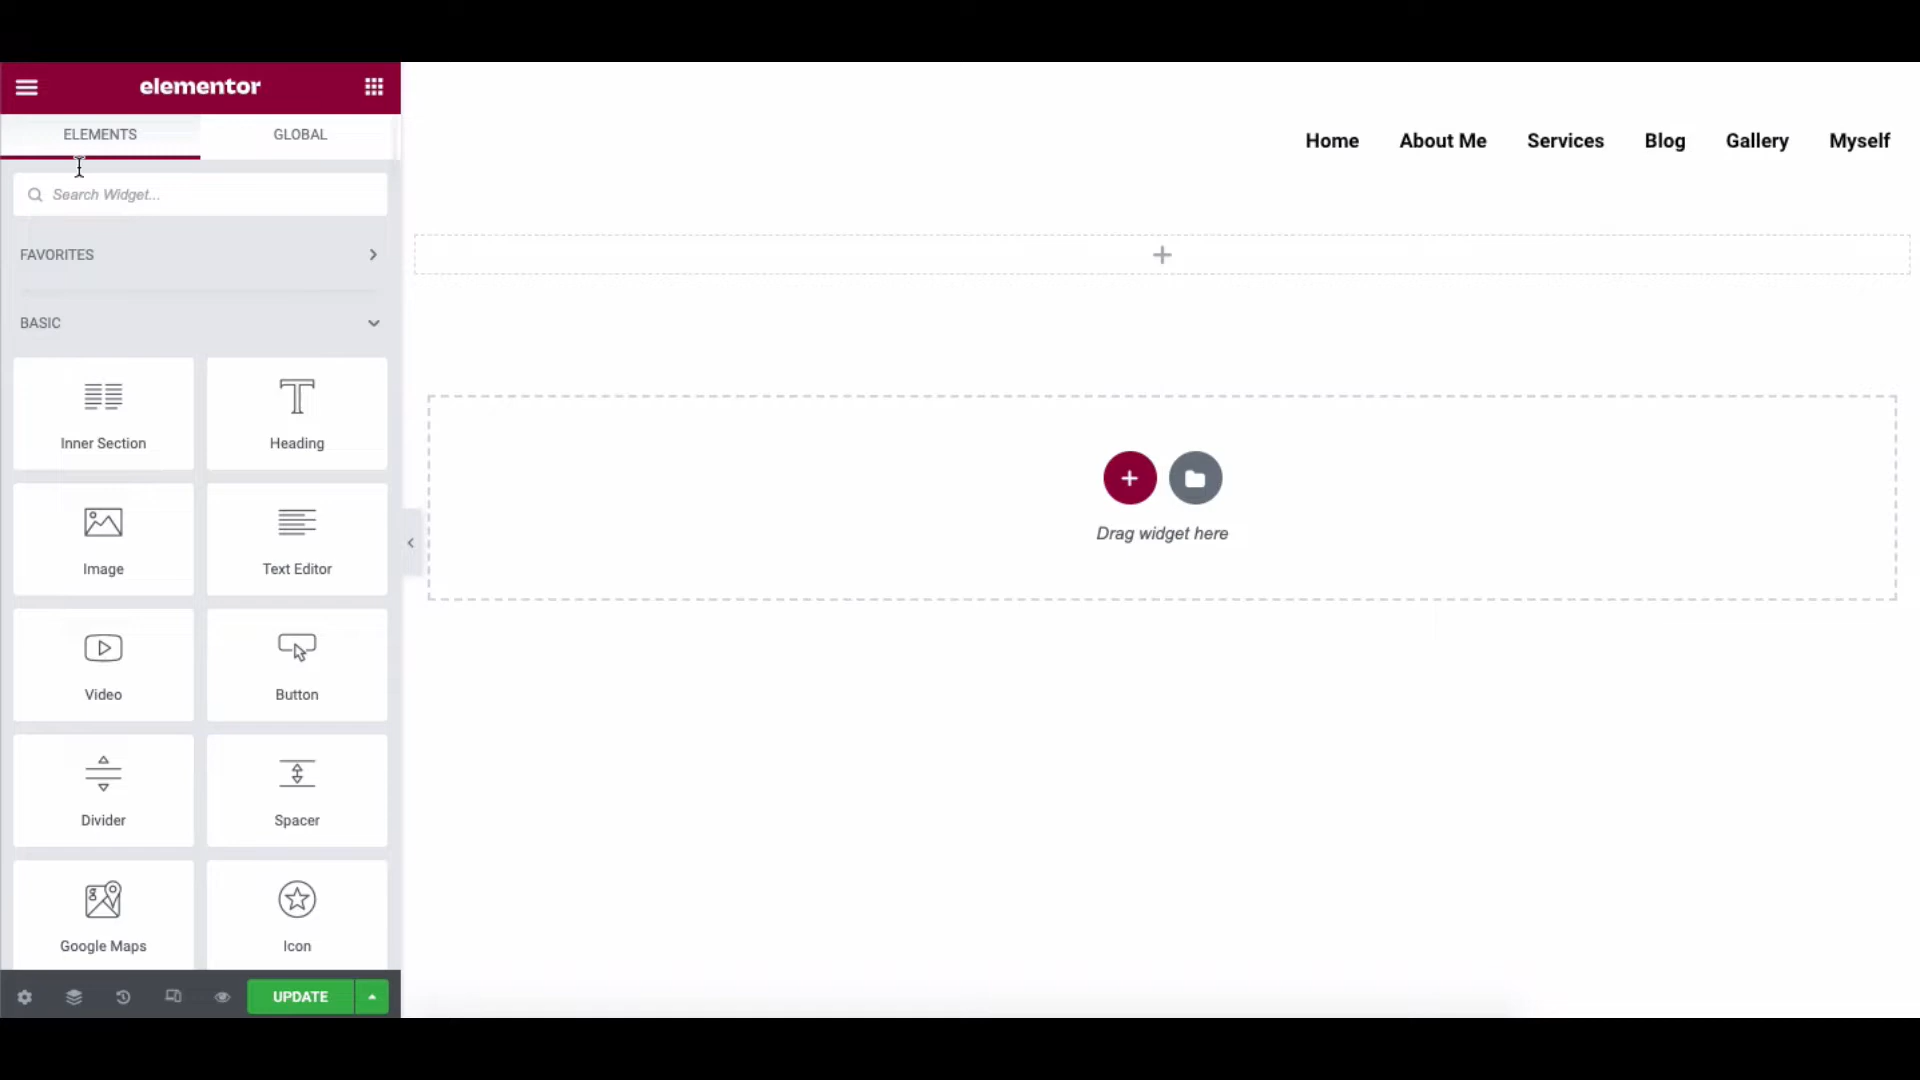 elementor
ELEMENTS GLOBAL
Search Widget...
FAVORITES
BASIC
Inner Section Heading
Image Text Editor
Video Button
Divider Spacer
Google Maps Icon
UPDATE
Home About Me Services Blog Gallery Myself
Drag widget here